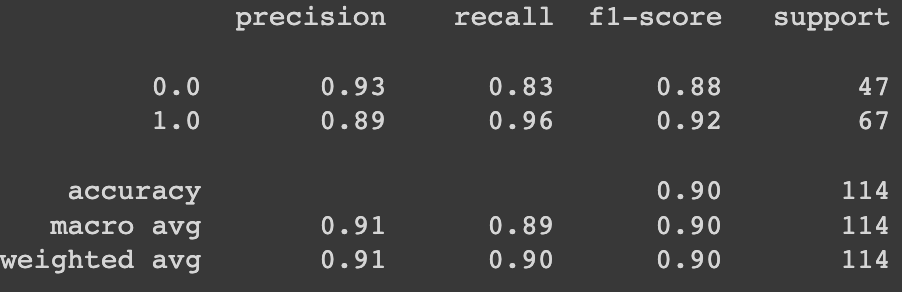 precision recall f1-score support
0.0 0.93 0.83 0.88 47
1.0 0.89 0.96 0.92 67
accuracy 0.90 114
macro avg 0.91 0.89 0.90 114
weighted avg 0.91 0.90 0.90 114